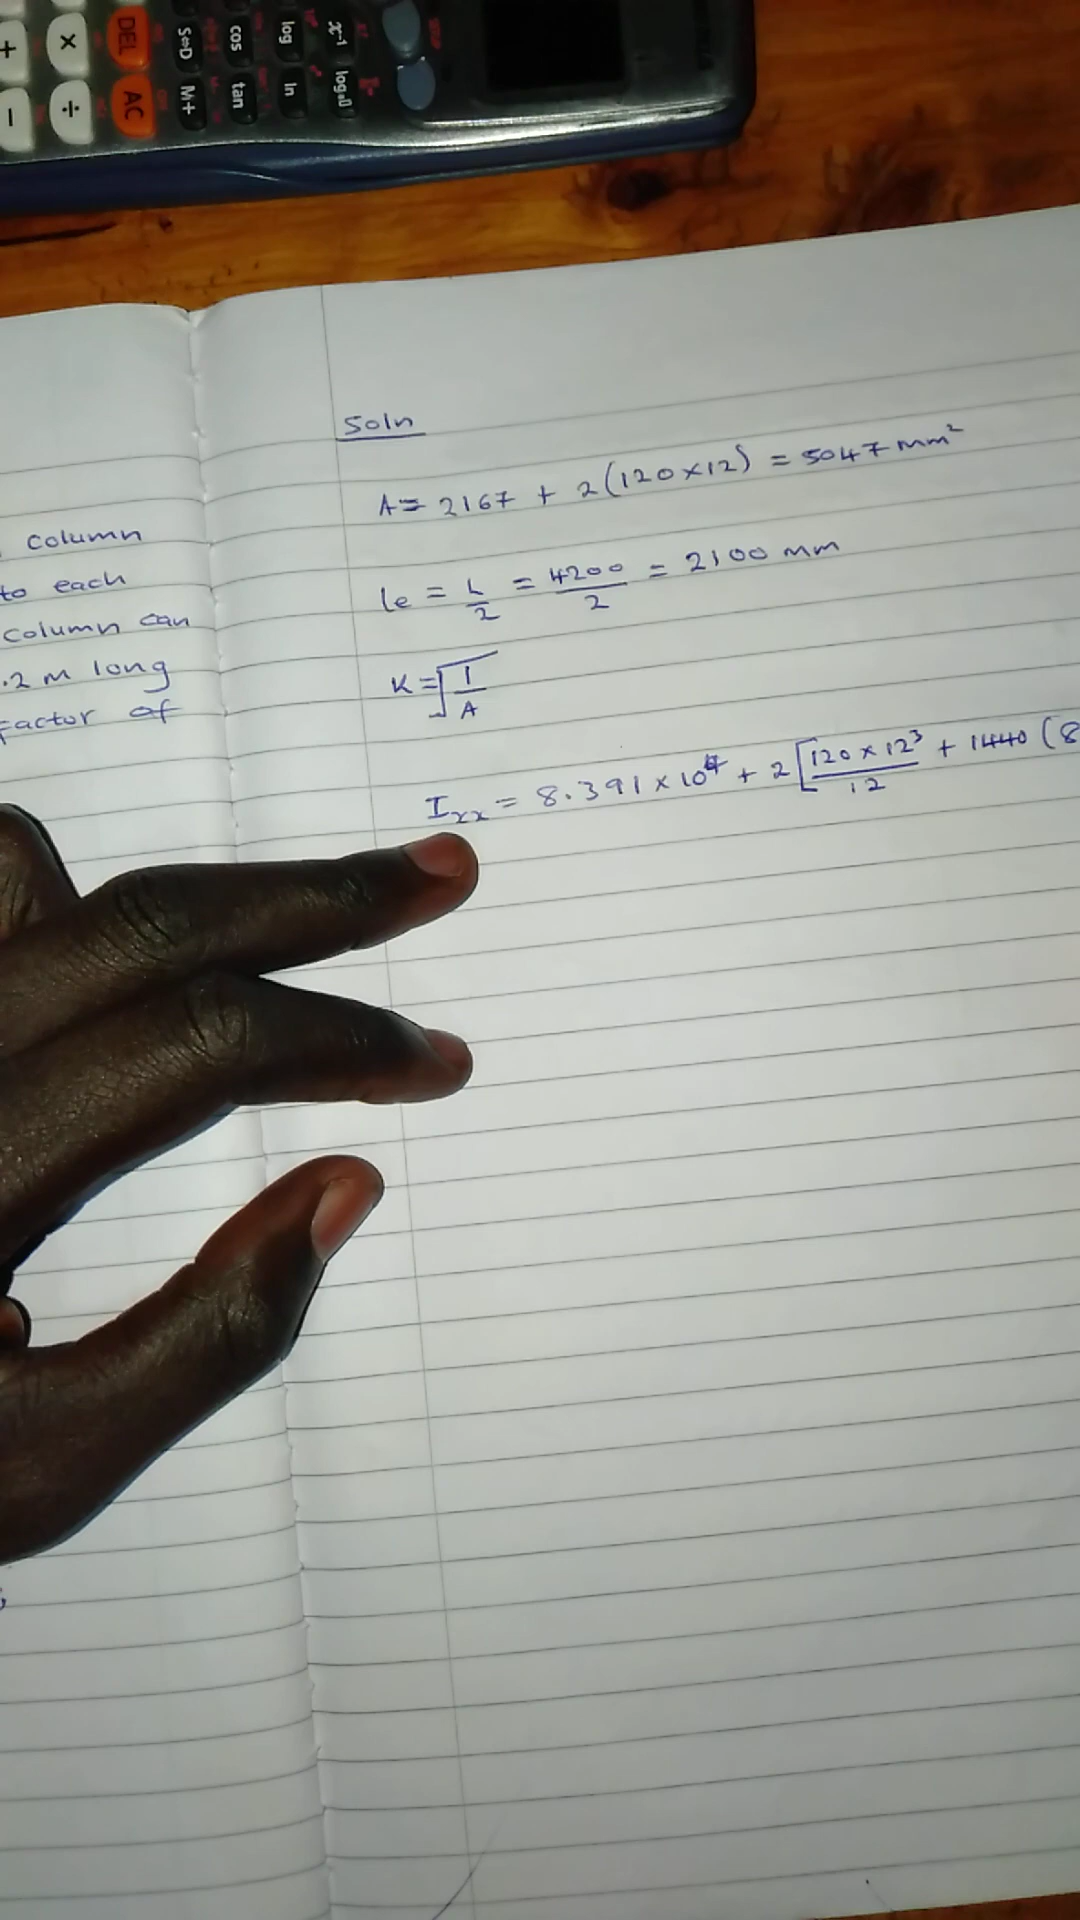 DEL
AC
×
÷
+
−
S⇔D
M+
cos
tan
log
ln
x⁻¹
log
column
to each
column can
.2 m long
factor of
Soln
A = 2167 + 2(120×12) = 5047 mm²
le = L/2 = 4200/2 = 2100 mm
K = √(I/A)
Ixx = 8.391 × 10⁴ + 2[120 × 12³/12 + 1440 (8